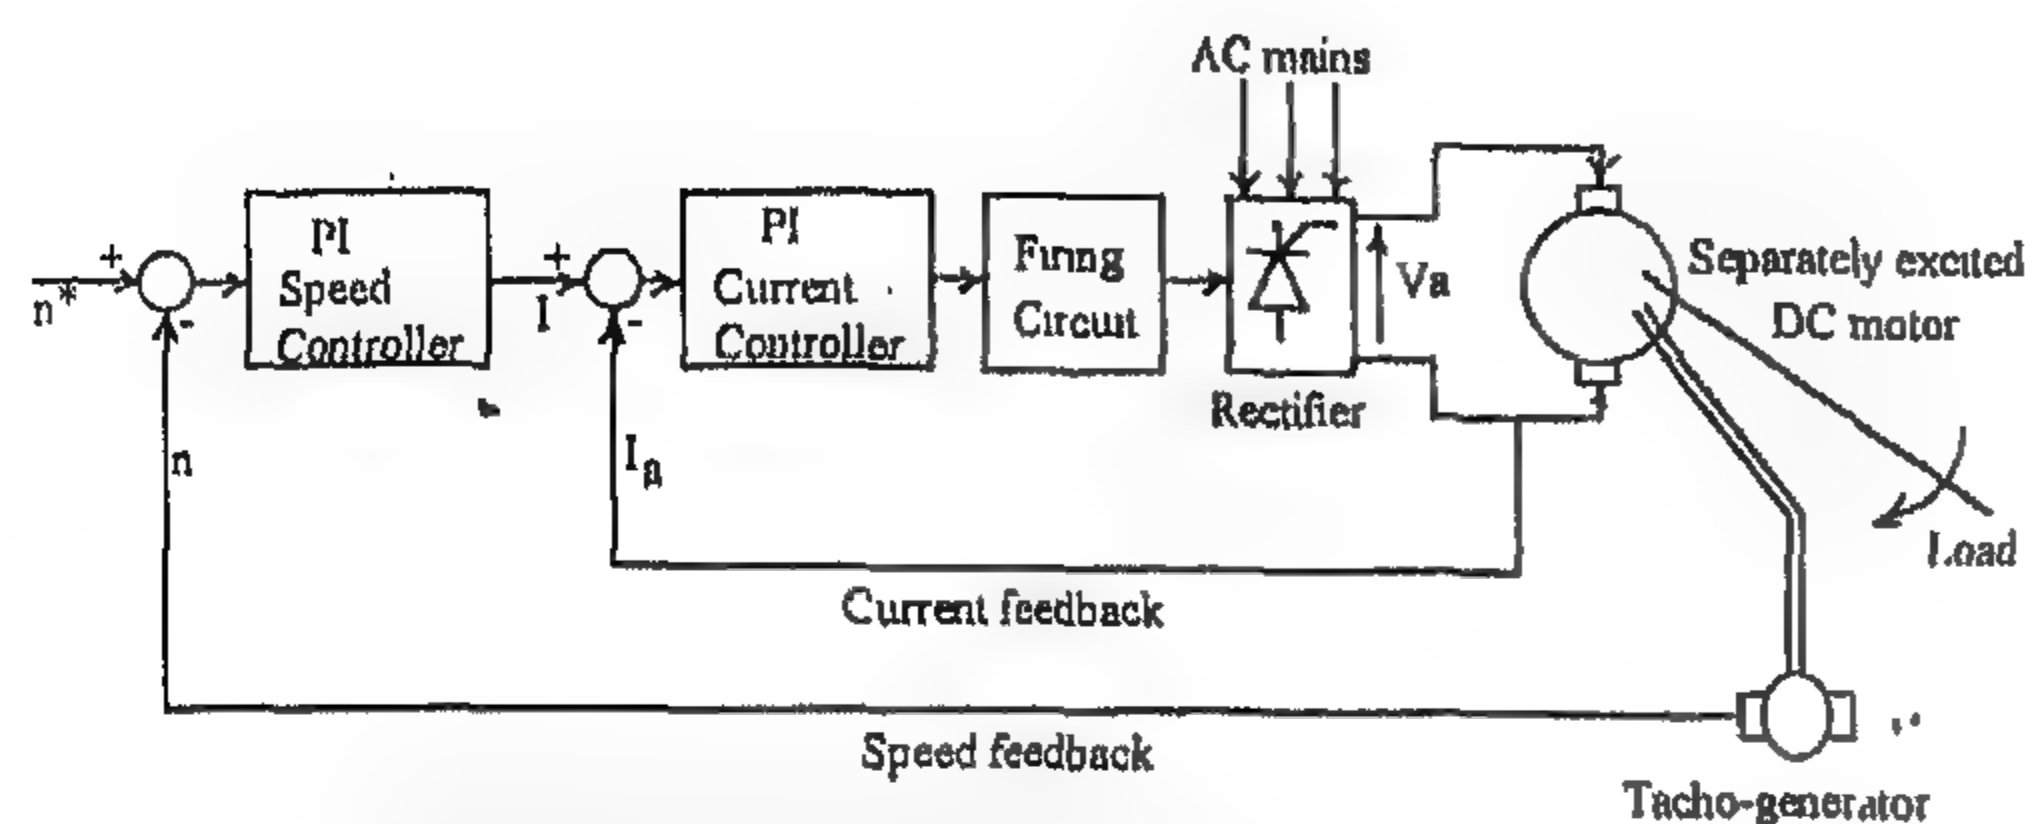 AC mains
PI
Speed
Controller
PI
Current
Controller
Firing
Circuit
Rectifier
Va
Separately excited
DC motor
Load
n*
+
-
I
+
-
n
Ia
Current feedback
Speed feedback
Tacho-generator